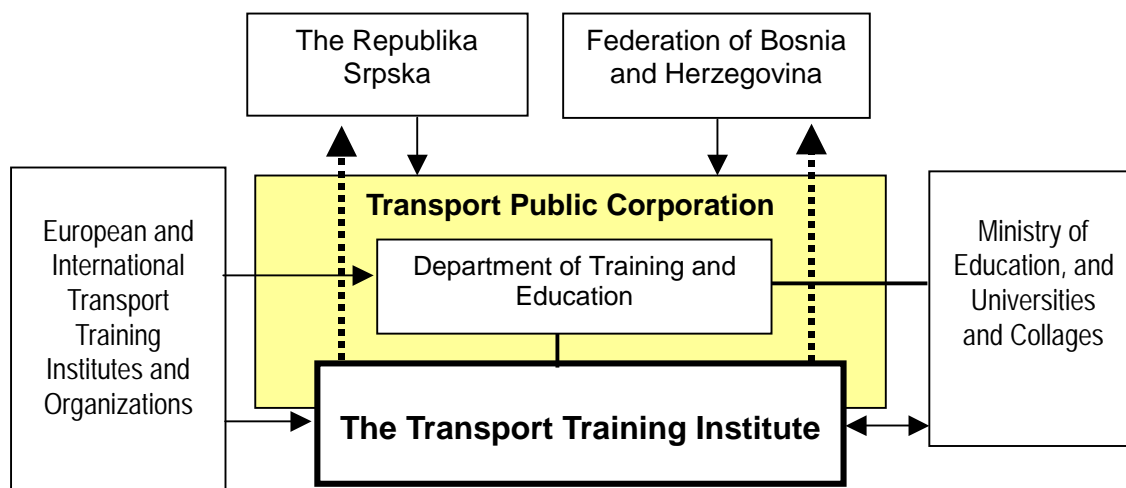 The Republika
Srpska
Federation of Bosnia
and Herzegovina
European and
International
Transport
Training
Institutes and
Organizations
Transport Public Corporation
Department of Training and
Education
The Transport Training Institute
Ministry of
Education, and
Universities
and Collages